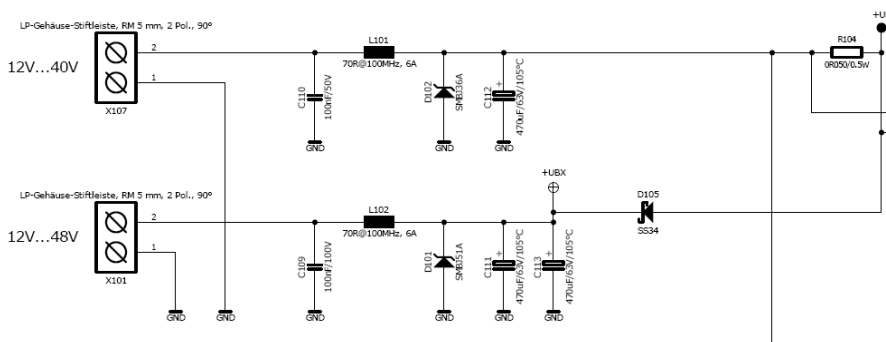 LP-Gehäuse-Stiftleiste, RM 5 mm, 2 Pol., 90°
+U
12V...40V
2
1
X107
L101
70R@100MHz, 6A
C110
100nF/50V
D102
SMBJ36A
+
C112
470uF/63V/105°C
R104
0R050/0.5W
GND
GND
GND
+UBX
LP-Gehäuse-Stiftleiste, RM 5 mm, 2 Pol., 90°
12V...48V
2
1
X101
L102
70R@100MHz, 6A
C109
100nF/100V
D101
SMBJ51A
+
C111
470uF/63V/105°C
+
C113
470uF/63V/105°C
D105
SS34
GND
GND
GND
GND
GND
GND